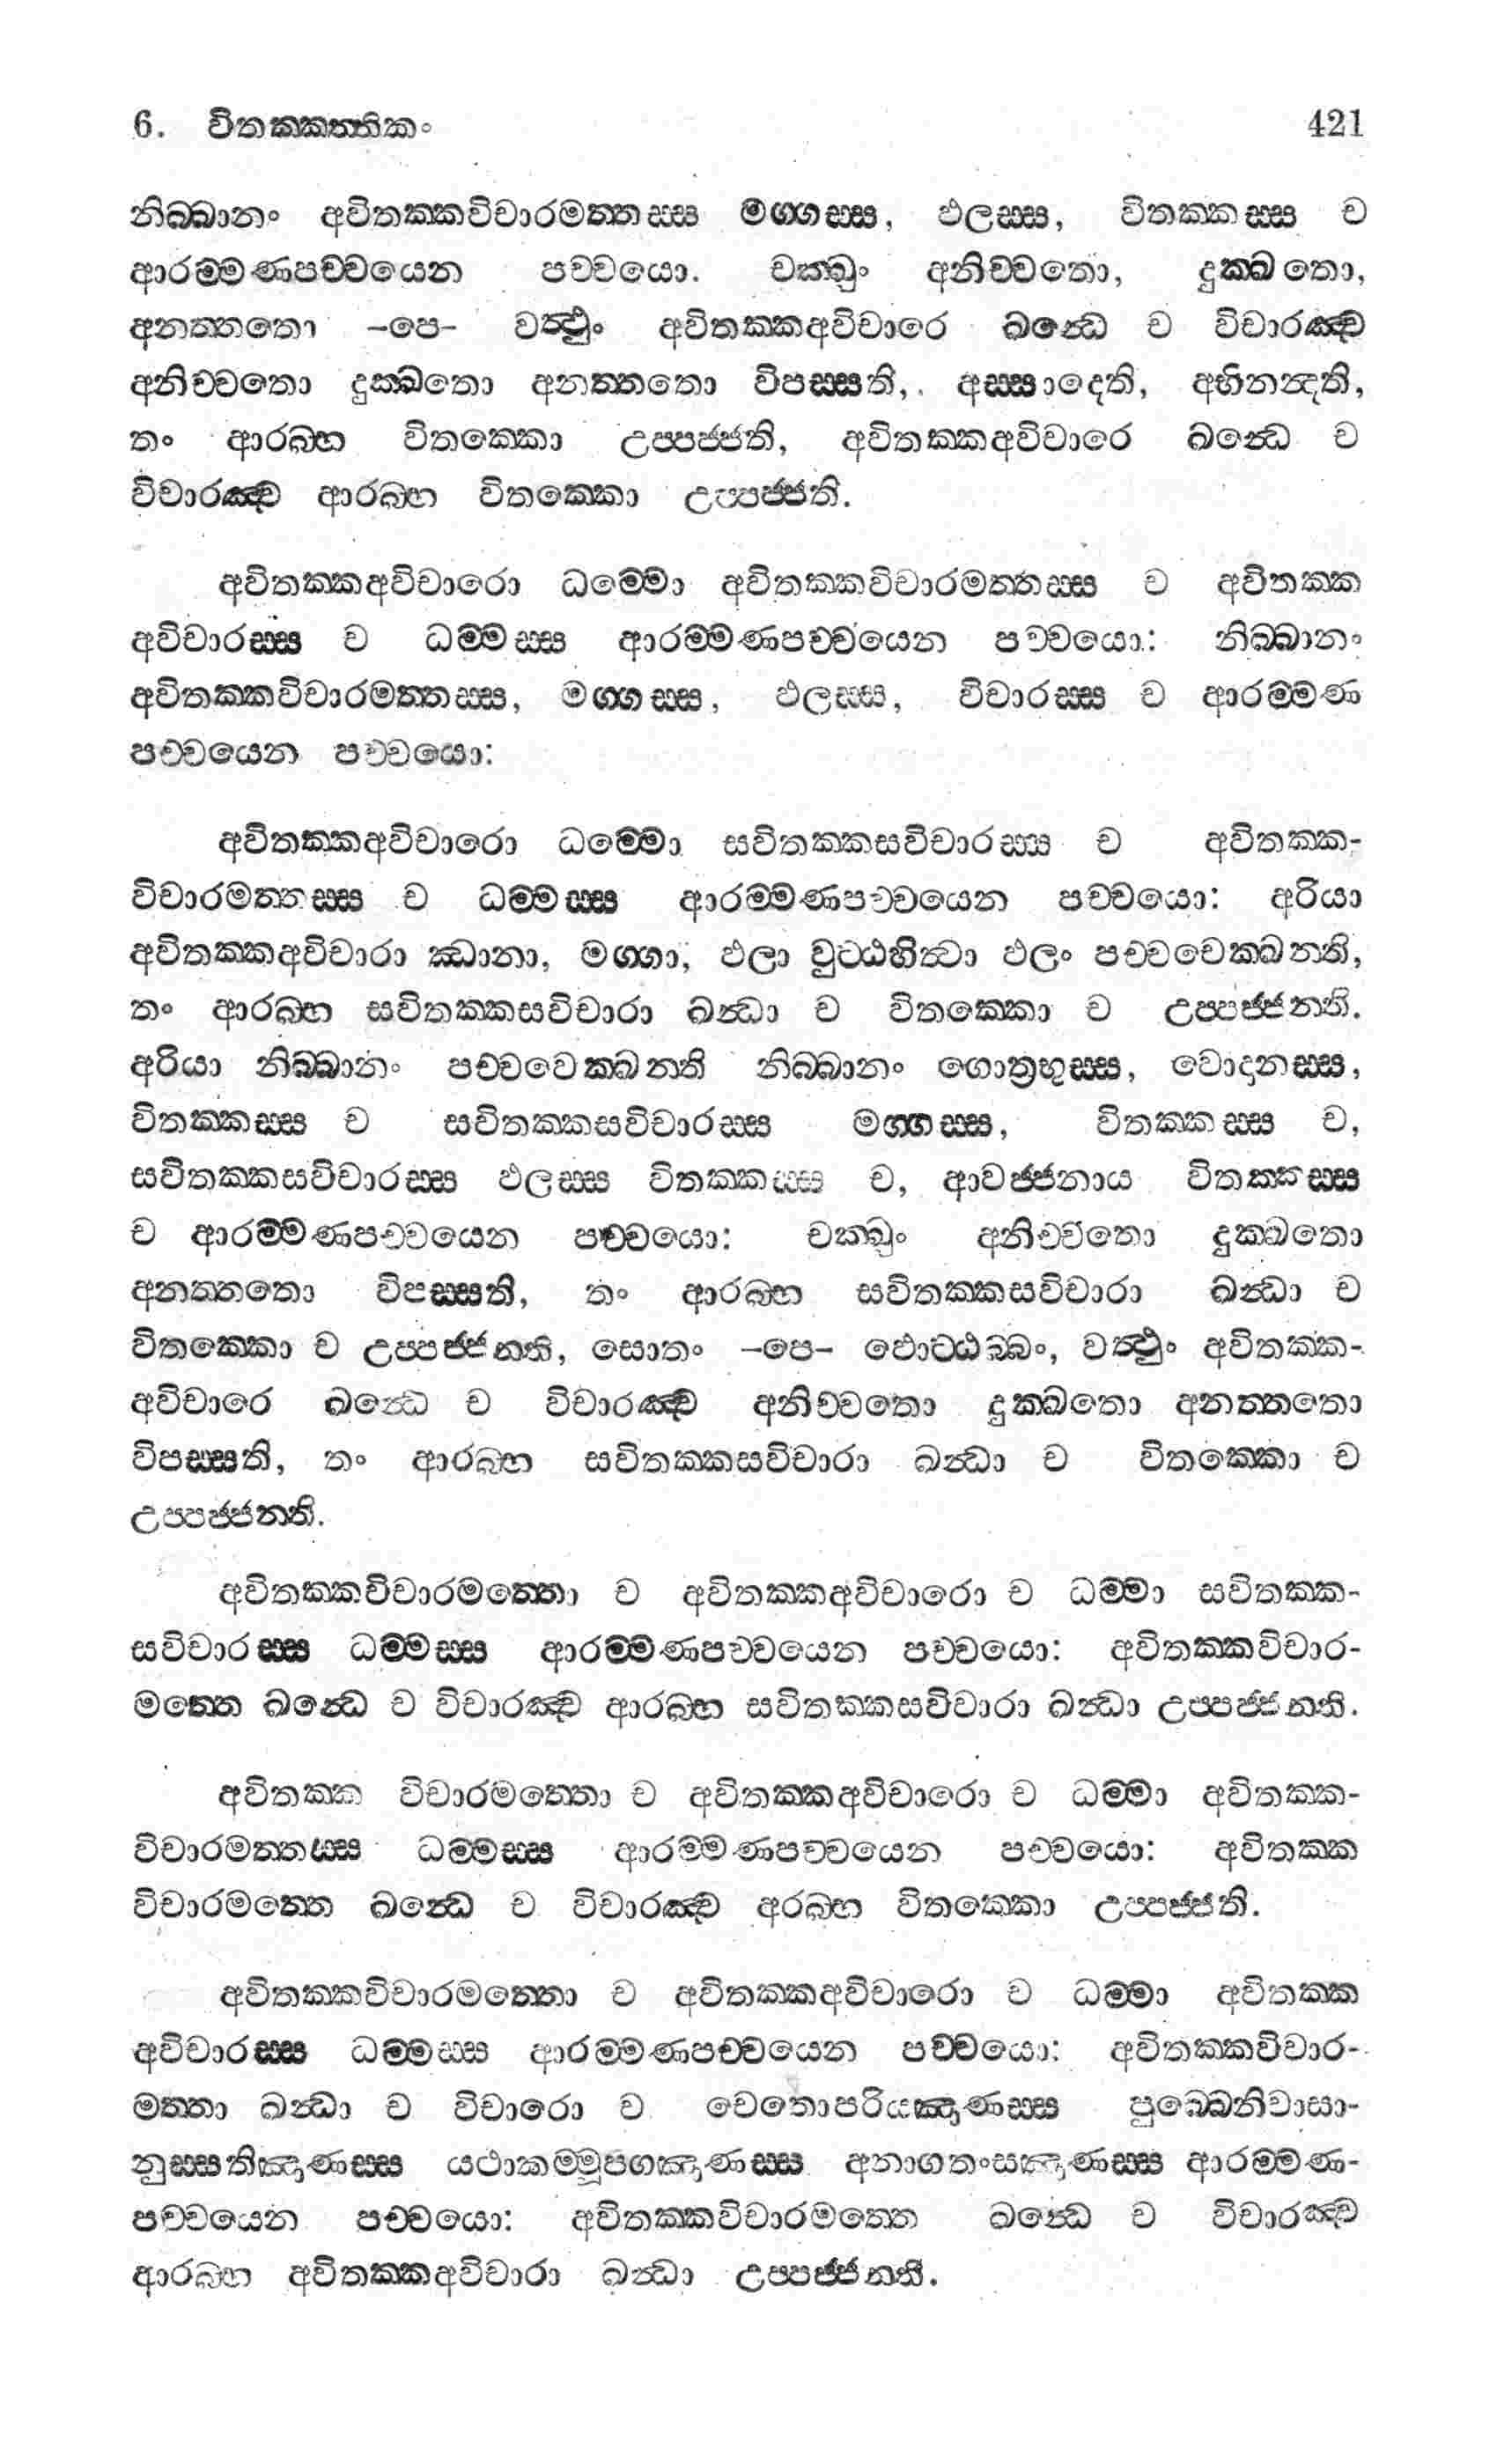 6. විතක්කත්තිකං 421
නිබ්බානං අවිතක්කවිචාරමත්තස්ස මග්ගස්ස, ඵලස්ස, විතක්කස්ස ච
ආරම්මණපච්චයෙන පච්චයො. චක්ඛුං අනිච්චතො, දුක්ඛතො,
අනත්තතො -පෙ- වත්ථුං අවිතක්කඅවිචාරෙ ඛන්ධෙ ච විචාරඤ්ච
අනිච්චතො දුක්ඛතො අනත්තතො විපස්සති, අස්සාදෙති, අභිනන්දති,
තං ආරබ්භ විතක්කො උප්පජ්ජති, අවිතක්කඅවිචාරෙ ඛන්ධෙ ච
විචාරඤ්ච ආරබ්භ විතක්කො උප්පජ්ජති.
අවිතක්කඅවිචාරො ධම්මො අවිතක්කවිචාරමත්තස්ස ච අවිතක්ක
අවිචාරස්ස ච ධම්මස්ස ආරම්මණපච්චයෙන පච්චයො: නිබ්බානං
අවිතක්කවිචාරමත්තස්ස, මග්ගස්ස, ඵලස්ස, විචාරස්ස ච ආරම්මණ
පච්චයෙන පච්චයො:
අවිතක්කඅවිචාරො ධම්මො සවිතක්කසවිචාරස්ස ච අවිතක්ක-
විචාරමත්තස්ස ච ධම්මස්ස ආරම්මණපච්චයෙන පච්චයො: අරියා
අවිතක්කඅවිචාරා ඣානා, මග්ගා, ඵලා වුට්ඨහිත්වා ඵලං පච්චවෙක්ඛන්ති,
තං ආරබ්භ සවිතක්කසවිචාරා ඛන්ධා ච විතක්කො ච උප්පජ්ජන්ති.
අරියා නිබ්බානං පච්චවෙක්ඛන්ති නිබ්බානං ගොත්‍රභුස්ස, වොදානස්ස,
විතක්කස්ස ච සවිතක්කසවිචාරස්ස මග්ගස්ස, විතක්කස්ස ච,
සවිතක්කසවිචාරස්ස ඵලස්ස විතක්කස්ස ච, ආවජ්ජනාය විතක්කස්ස
ච ආරම්මණපච්චයෙන පච්චයො: චක්ඛුං අනිච්චතො දුක්ඛතො
අනත්තතො විපස්සති, තං ආරබ්භ සවිතක්කසවිචාරා ඛන්ධා ච
විතක්කො ච උප්පජ්ජන්ති, සොතං -පෙ- ඵොට්ඨබ්බං, වත්ථුං අවිතක්ක-
අවිචාරෙ ඛන්ධෙ ච විචාරඤ්ච අනිච්චතො දුක්ඛතො අනත්තතො
විපස්සති, තං ආරබ්භ සවිතක්කසවිචාරා ඛන්ධා ච විතක්කො ච
උප්පජ්ජන්ති.
අවිතක්කවිචාරමත්තො ච අවිතක්කඅවිචාරො ච ධම්මා සවිතක්ක-
සවිචාරස්ස ධම්මස්ස ආරම්මණපච්චයෙන පච්චයො: අවිතක්කවිචාර-
මත්තෙ ඛන්ධෙ ච විචාරඤ්ච ආරබ්භ සවිතක්කසවිචාරා ඛන්ධා උප්පජ්ජන්ති.
අවිතක්ක විචාරමත්තො ච අවිතක්කඅවිචාරො ච ධම්මා අවිතක්ක-
විචාරමත්තස්ස ධම්මස්ස ආරම්මණපච්චයෙන පච්චයො: අවිතක්ක
විචාරමත්තෙ ඛන්ධෙ ච විචාරඤ්ච අරබ්භ විතක්කො උප්පජ්ජති.
අවිතක්කවිචාරමත්තො ච අවිතක්කඅවිචාරො ච ධම්මා අවිතක්ක
අවිචාරස්ස ධම්මස්ස ආරම්මණපච්චයෙන පච්චයො: අවිතක්කවිචාර-
මත්තා ඛන්ධා ච විචාරො ච චෙතොපරියඤාණස්ස පුබ්බෙනිවාසා-
නුස්සතිඤාණස්ස යථාකම්මූපගඤාණස්ස අනාගතංසඤාණස්ස ආරම්මණ-
පච්චයෙන පච්චයො: අවිතක්කවිචාරමත්තෙ ඛන්ධෙ ච විචාරඤ්ච
ආරබ්භ අවිතක්කඅවිචාරා ඛන්ධා උප්පජ්ජන්ති.